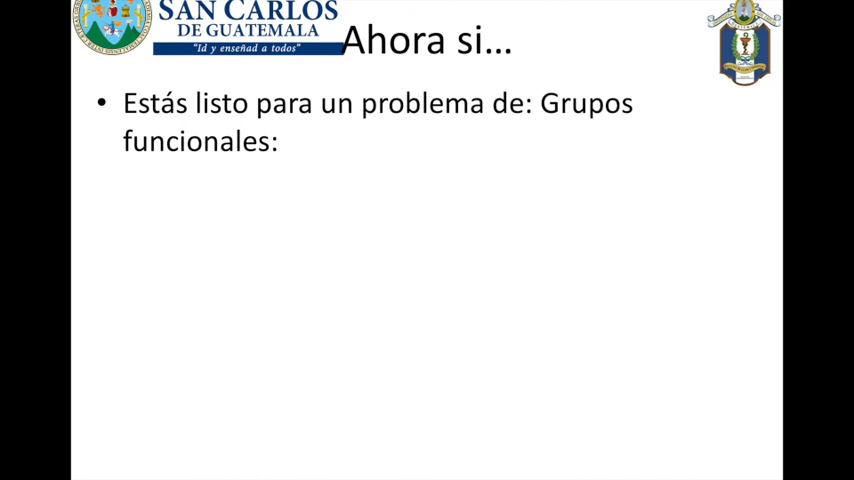 SAN CARLOS
DE GUATEMALA
"Id y enseñad a todos"
Ahora si...
• Estás listo para un problema de: Grupos
funcionales: